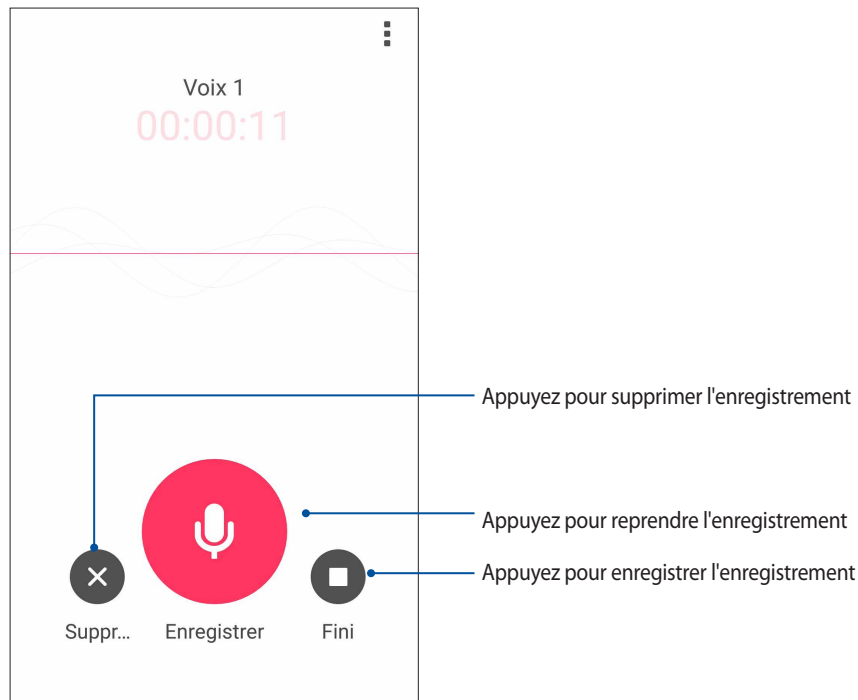 Voix 1
00:00:11
Appuyez pour supprimer l'enregistrement
Appuyez pour reprendre l'enregistrement
Appuyez pour enregistrer l'enregistrement
Suppr... Enregistrer Fini